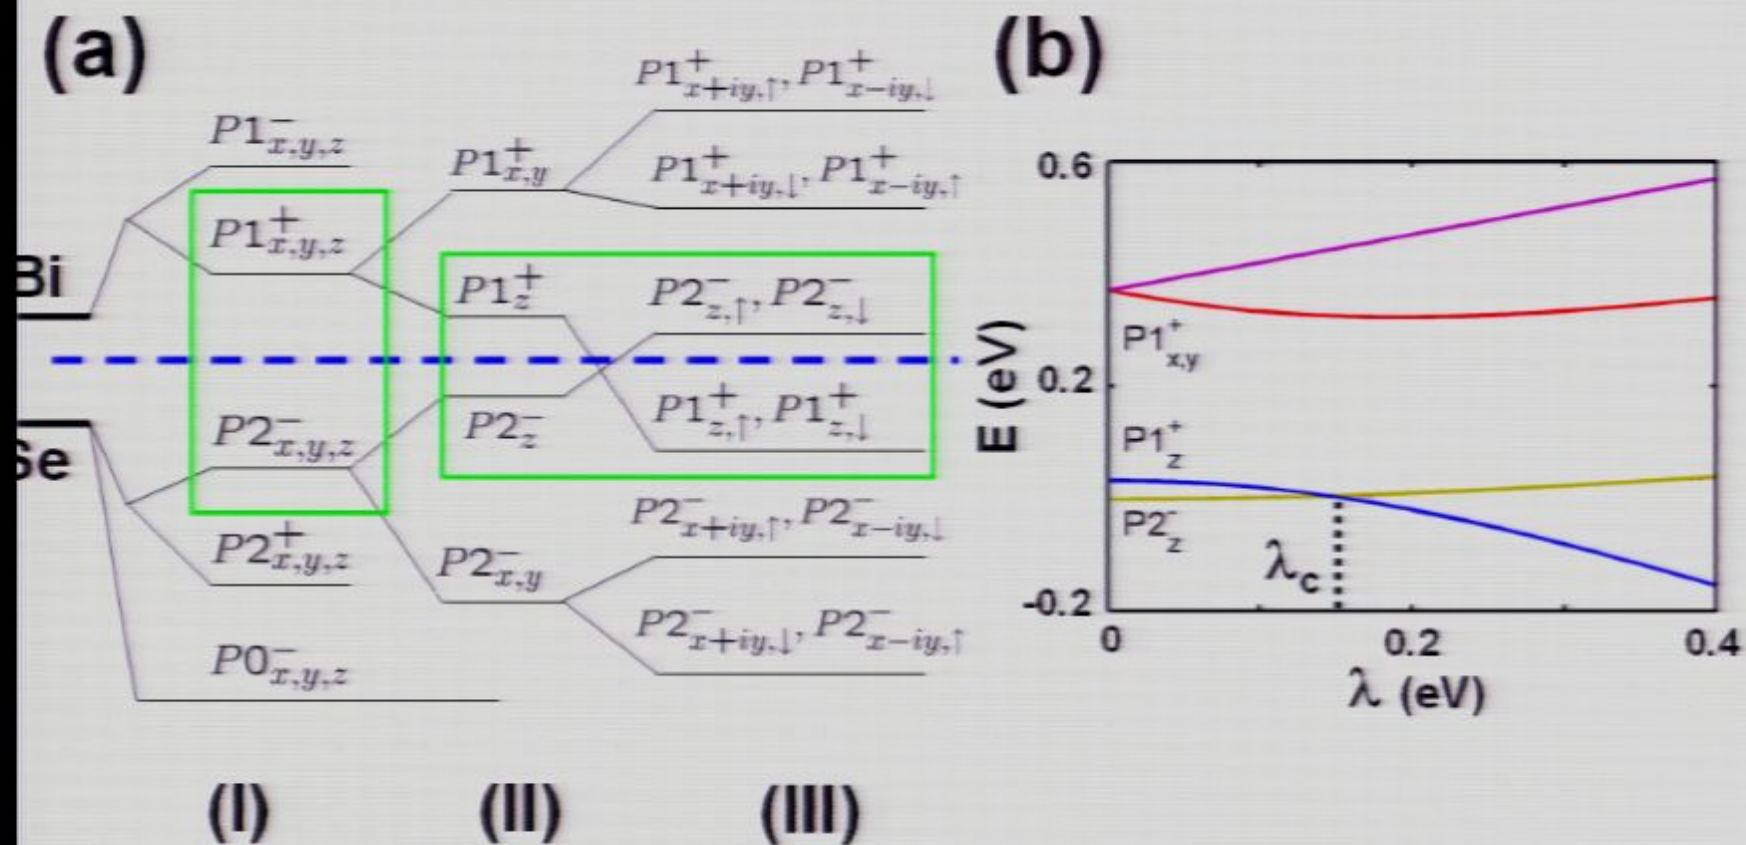 (a)
P1⁻x,y,z
P1⁺x,y,z
Bi
P2⁻x,y,z
Se
P2⁺x,y,z
P0⁻x,y,z
P1⁺x,y
P1⁺z
P2⁻z
P2⁻x,y
P1⁺x+iy,↑, P1⁺x−iy,↓
P1⁺x+iy,↓, P1⁺x−iy,↑
P2⁻z,↑, P2⁻z,↓
P1⁺z,↑, P1⁺z,↓
P2⁻x+iy,↑, P2⁻x−iy,↓
P2⁻x+iy,↓, P2⁻x−iy,↑
(I) (II) (III)
(b)
E (eV)
0.6
0.2
-0.2
P1⁺x,y
P1⁺z
P2⁻z
λc
0 0.2 0.4
λ (eV)